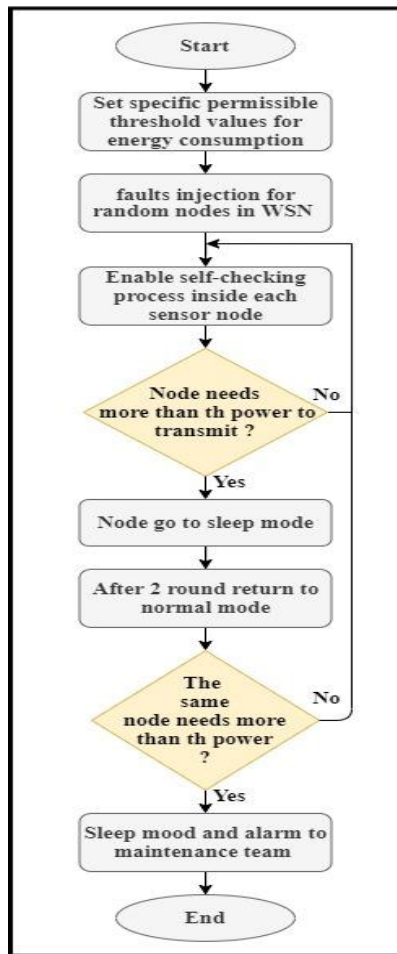 Start
Set specific permissible
threshold values for
energy consumption
faults injection for
random nodes in WSN
Enable self-checking
process inside each
sensor node
Node needs
more than th power to
transmit ?
No
Yes
Node go to sleep mode
After 2 round return to
normal mode
The
same
node needs more
than th power
?
No
Yes
Sleep mood and alarm to
maintenance team
End